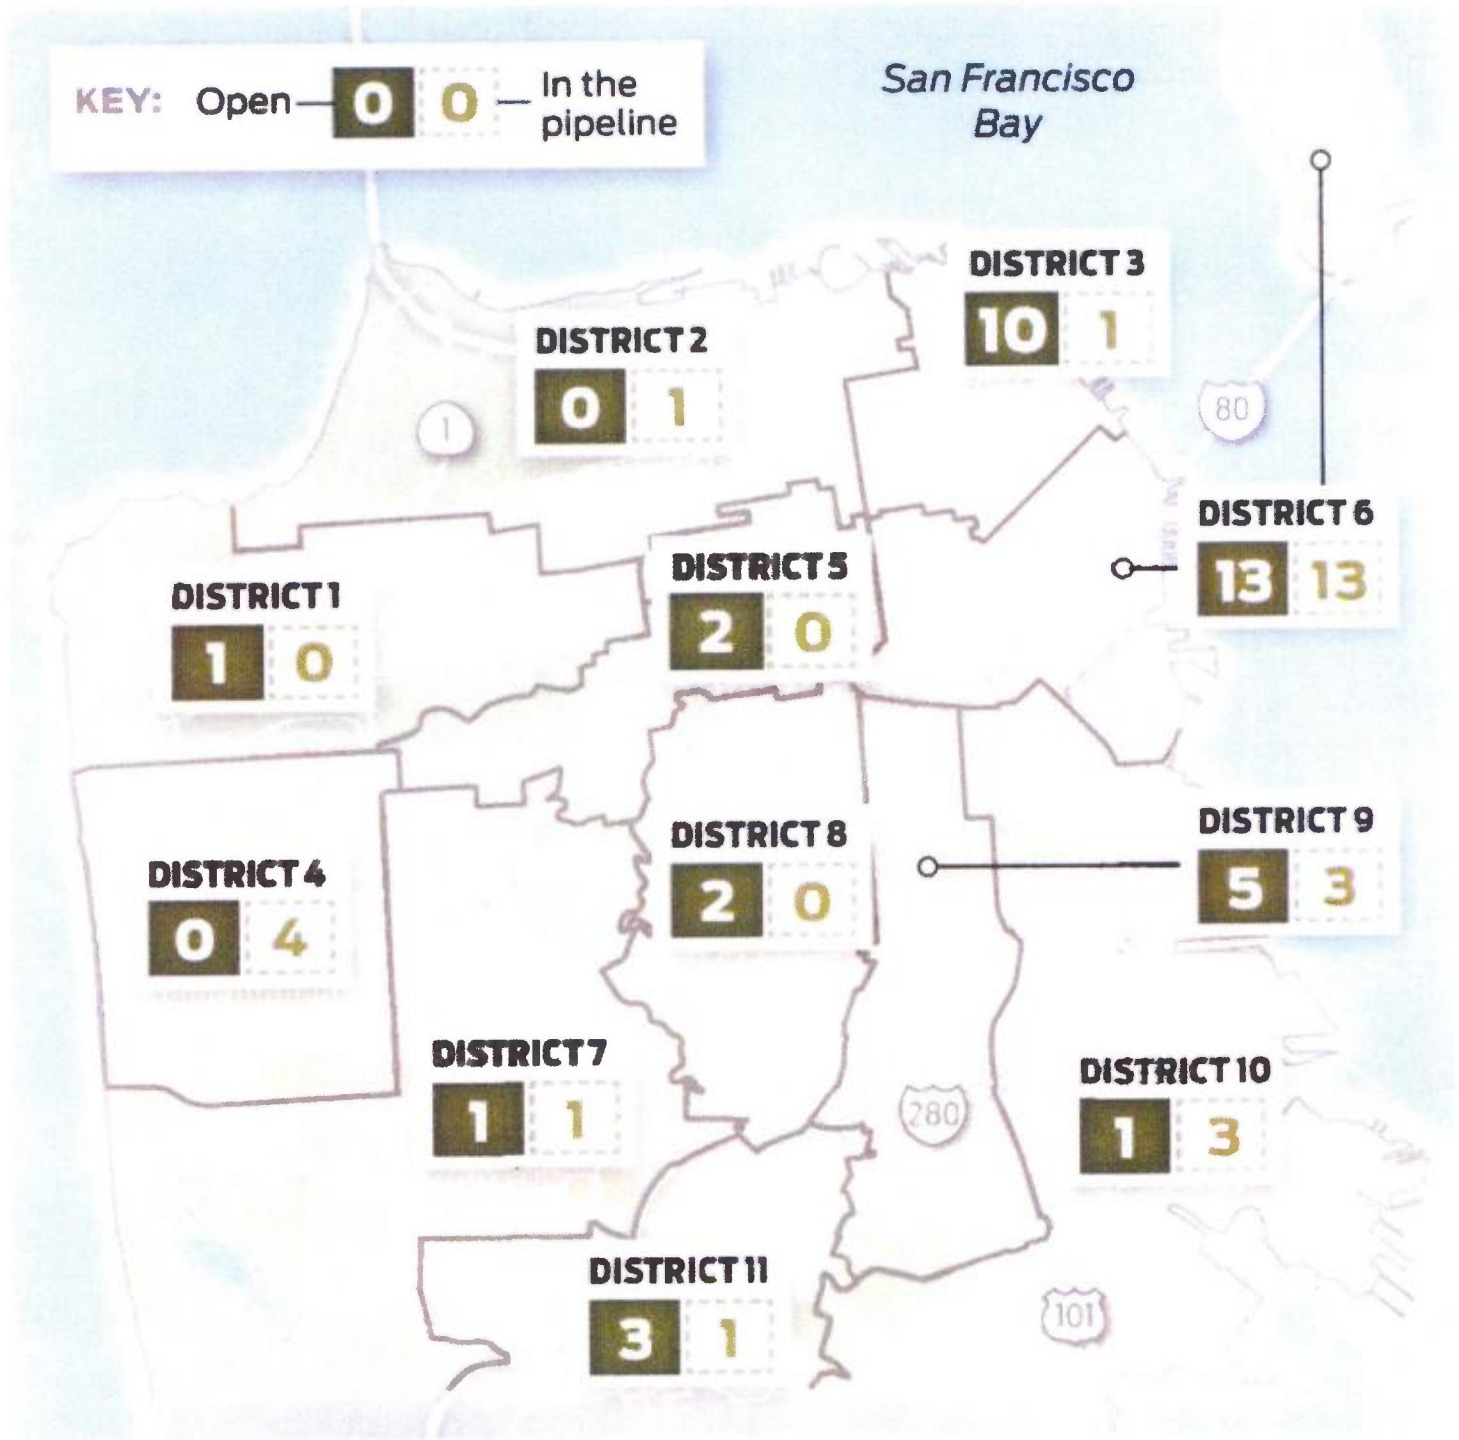 KEY: Open 0 0 In the
pipeline
San Francisco
Bay
DISTRICT 3
10 1
DISTRICT 2
0 1
1
80
DISTRICT 6
13 13
DISTRICT 5
2 0
DISTRICT 1
1 0
DISTRICT 9
5 3
DISTRICT 8
2 0
DISTRICT 4
0 4
DISTRICT 7
1 1
DISTRICT 10
1 3
280
DISTRICT 11
3 1
101